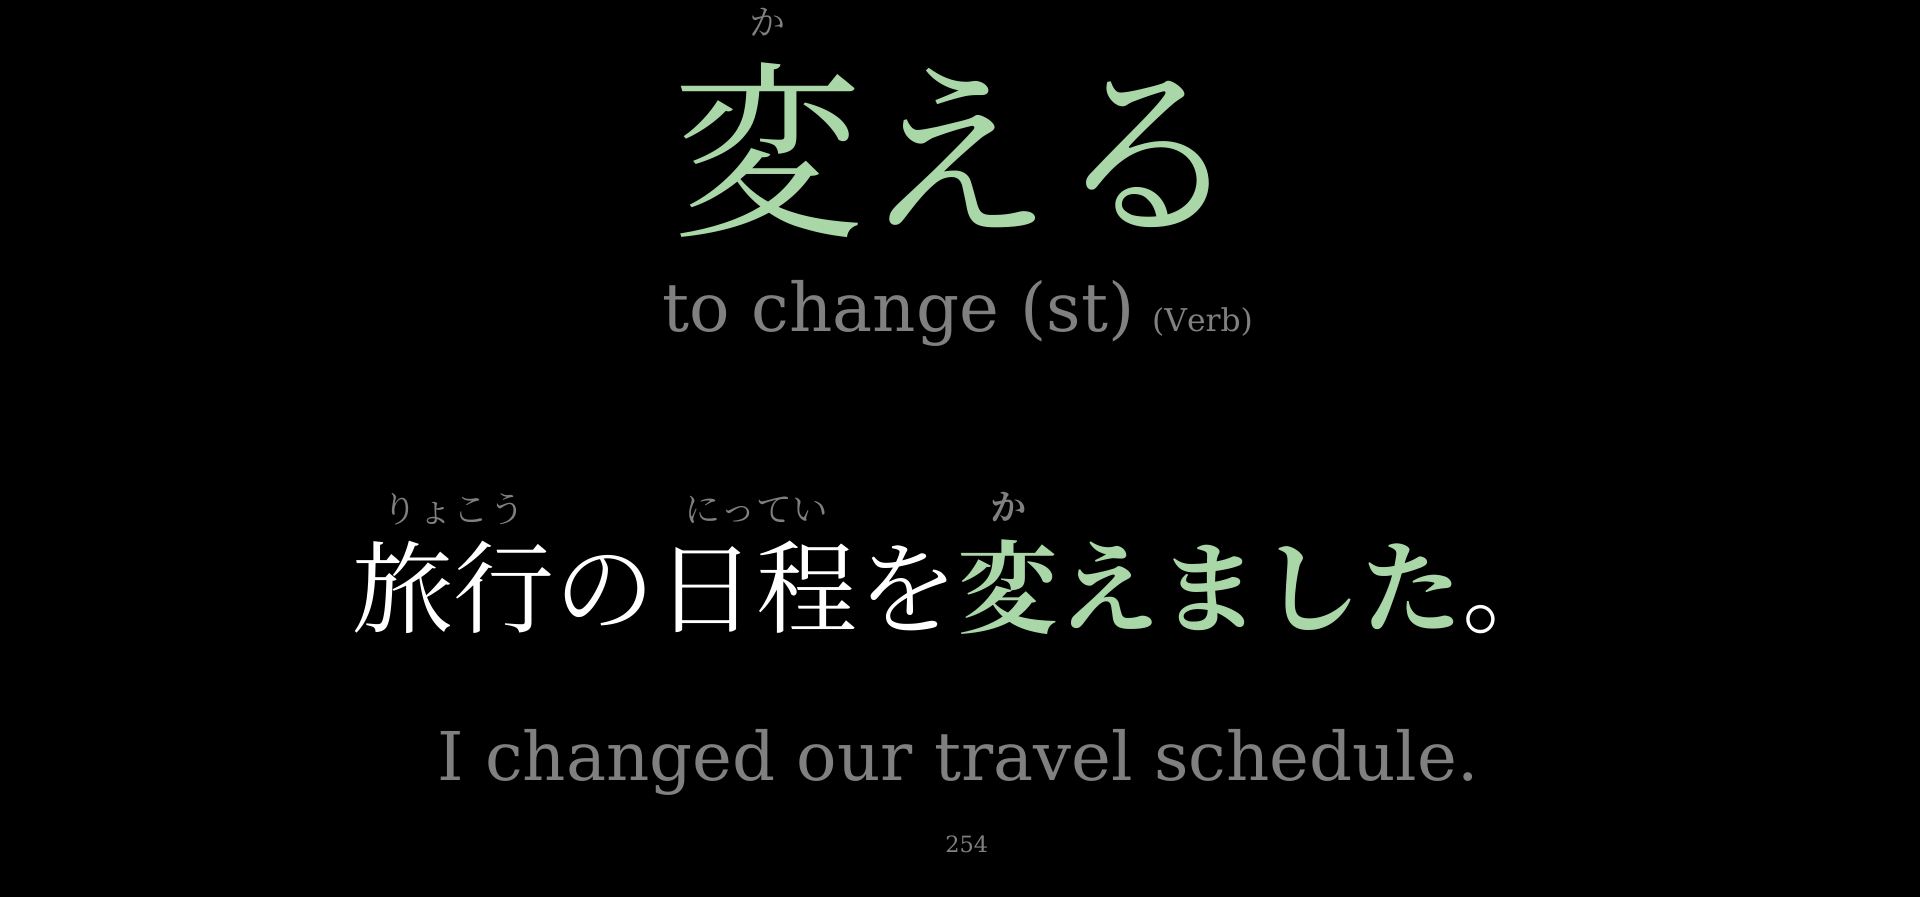 か
変える
to change (st) (Verb)
りょこう にってい か
旅行の日程を変えました。
I changed our travel schedule.
254